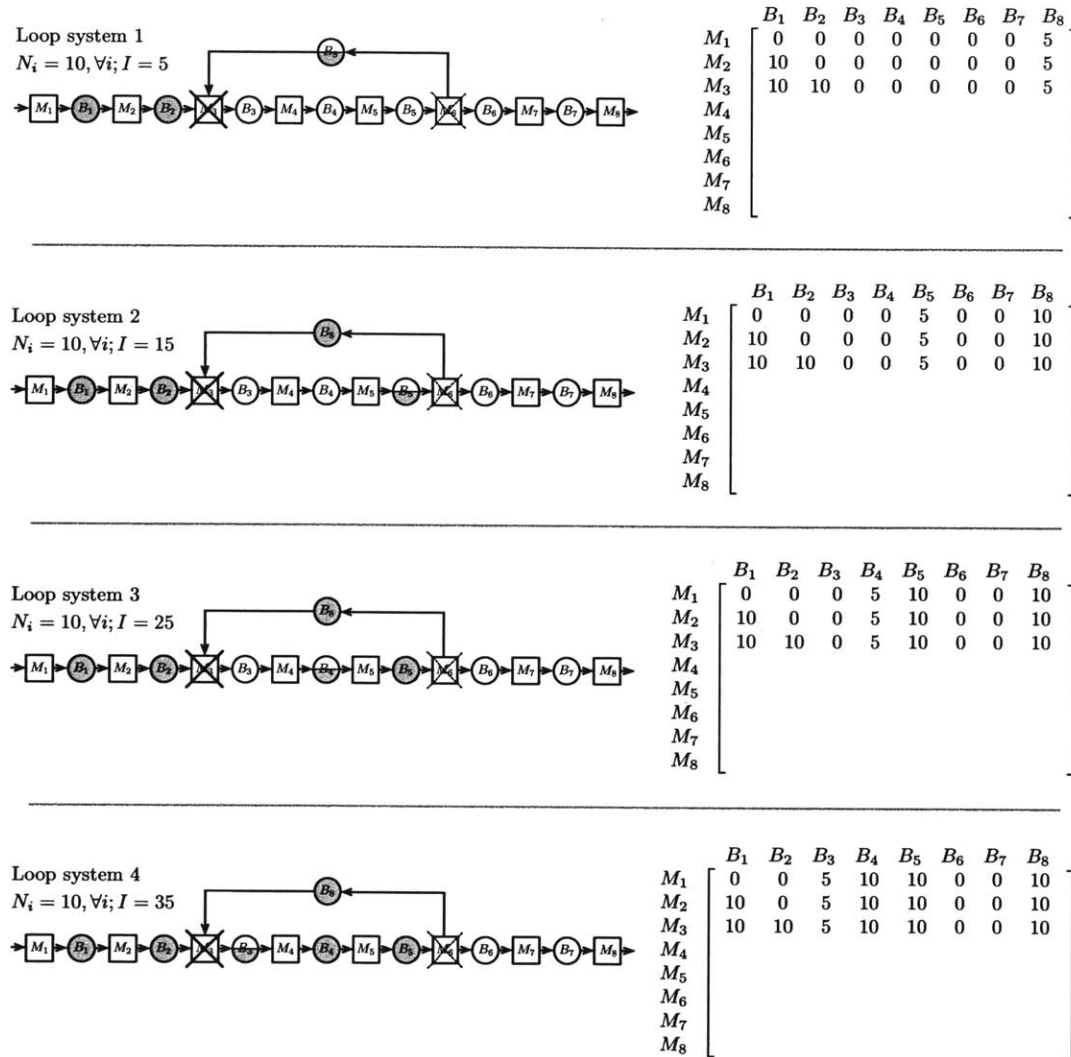 Loop system 1
N_i = 10, ∀i; I = 5
B_8
M_1 B_1 M_2 B_2 M_3 B_3 M_4 B_4 M_5 B_5 M_6 B_6 M_7 B_7 M_8
B_1 B_2 B_3 B_4 B_5 B_6 B_7 B_8
M_1 0 0 0 0 0 0 0 5
M_2 10 0 0 0 0 0 0 5
M_3 10 10 0 0 0 0 0 5
M_4
M_5
M_6
M_7
M_8
Loop system 2
N_i = 10, ∀i; I = 15
B_8
M_1 B_1 M_2 B_2 M_3 B_3 M_4 B_4 M_5 B_5 M_6 B_6 M_7 B_7 M_8
B_1 B_2 B_3 B_4 B_5 B_6 B_7 B_8
M_1 0 0 0 0 5 0 0 10
M_2 10 0 0 0 5 0 0 10
M_3 10 10 0 0 5 0 0 10
M_4
M_5
M_6
M_7
M_8
Loop system 3
N_i = 10, ∀i; I = 25
B_8
M_1 B_1 M_2 B_2 M_3 B_3 M_4 B_4 M_5 B_5 M_6 B_6 M_7 B_7 M_8
B_1 B_2 B_3 B_4 B_5 B_6 B_7 B_8
M_1 0 0 0 5 10 0 0 10
M_2 10 0 0 5 10 0 0 10
M_3 10 10 0 5 10 0 0 10
M_4
M_5
M_6
M_7
M_8
Loop system 4
N_i = 10, ∀i; I = 35
B_8
M_1 B_1 M_2 B_2 M_3 B_3 M_4 B_4 M_5 B_5 M_6 B_6 M_7 B_7 M_8
B_1 B_2 B_3 B_4 B_5 B_6 B_7 B_8
M_1 0 0 5 10 10 0 0 10
M_2 10 0 5 10 10 0 0 10
M_3 10 10 5 10 10 0 0 10
M_4
M_5
M_6
M_7
M_8